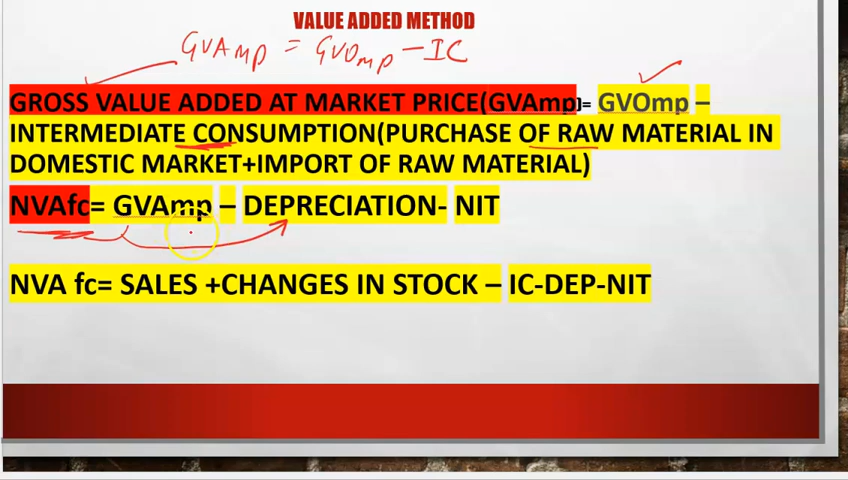 VALUE ADDED METHOD
GVAMP = GVOMP - IC
GROSS VALUE ADDED AT MARKET PRICE(GVAmp)= GVOmp –
INTERMEDIATE CONSUMPTION(PURCHASE OF RAW MATERIAL IN
DOMESTIC MARKET+IMPORT OF RAW MATERIAL)
NVAfc= GVAmp – DEPRECIATION- NIT
NVA fc= SALES +CHANGES IN STOCK – IC-DEP-NIT